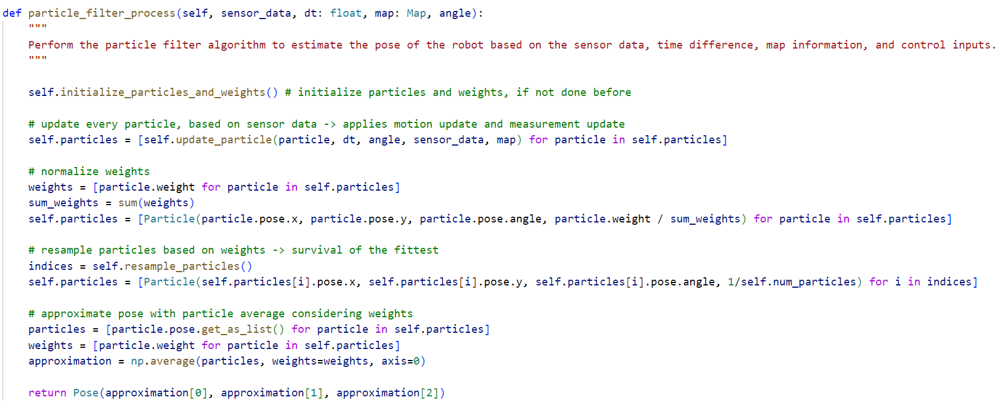 def particle_filter_process(self, sensor_data, dt: float, map: Map, angle):
"""
Perform the particle filter algorithm to estimate the pose of the robot based on the sensor data, time difference, map information, and control inputs.
"""
self.initialize_particles_and_weights() # initialize particles and weights, if not done before
# update every particle, based on sensor data -> applies motion update and measurement update
self.particles = [self.update_particle(particle, dt, angle, sensor_data, map) for particle in self.particles]
# normalize weights
weights = [particle.weight for particle in self.particles]
sum_weights = sum(weights)
self.particles = [Particle(particle.pose.x, particle.pose.y, particle.pose.angle, particle.weight / sum_weights) for particle in self.particles]
# resample particles based on weights -> survival of the fittest
indices = self.resample_particles()
self.particles = [Particle(self.particles[i].pose.x, self.particles[i].pose.y, self.particles[i].pose.angle, 1/self.num_particles) for i in indices]
# approximate pose with particle average considering weights
particles = [particle.pose.get_as_list() for particle in self.particles]
weights = [particle.weight for particle in self.particles]
approximation = np.average(particles, weights=weights, axis=0)
return Pose(approximation[0], approximation[1], approximation[2])